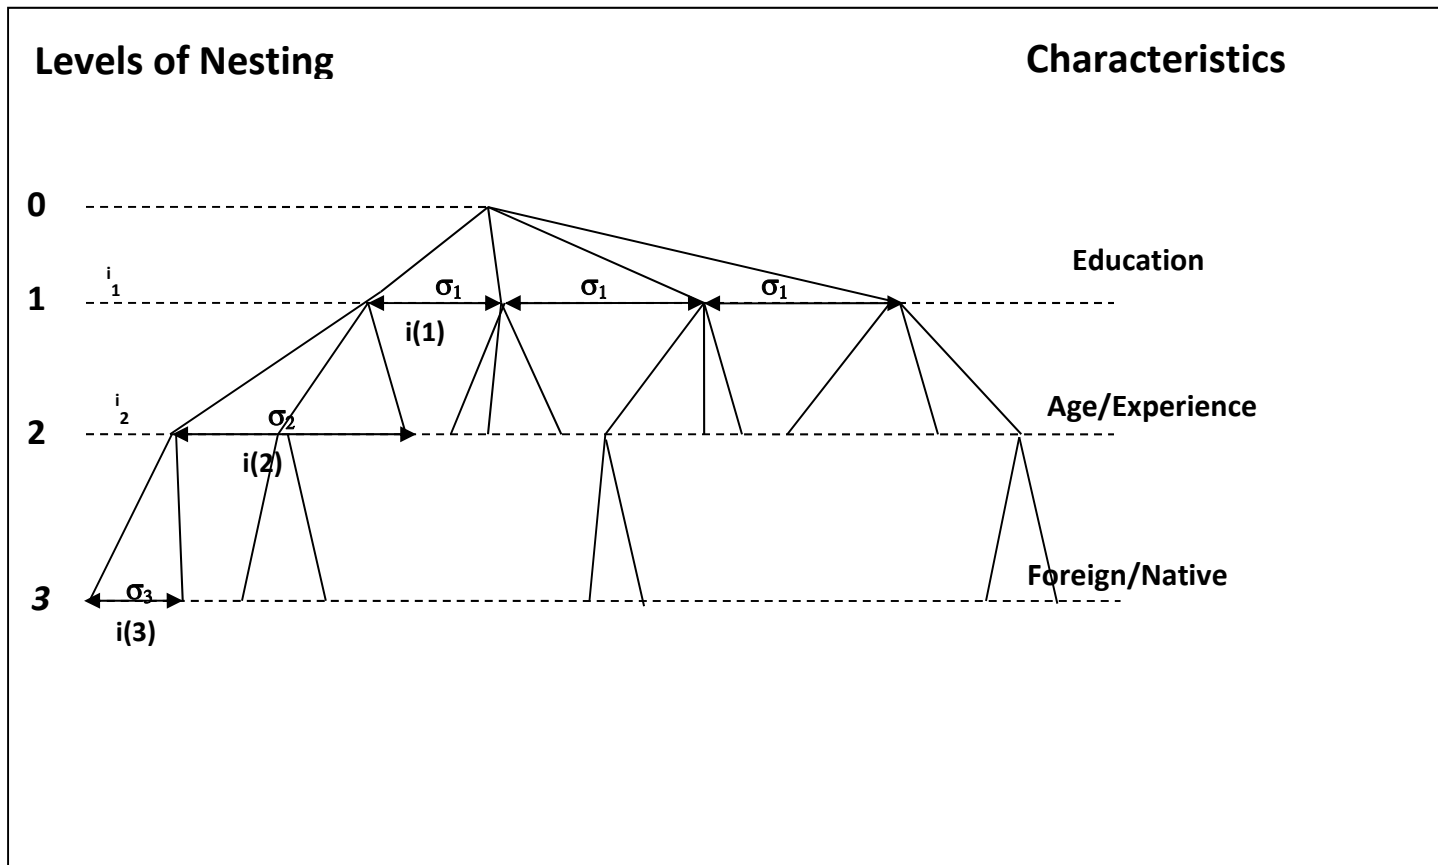 Levels of Nesting
Characteristics
0
Education
i
1
1
σ1
σ1
σ1
i(1)
i
2
Age/Experience
2
σ2
i(2)
Foreign/Native
3
σ3
i(3)